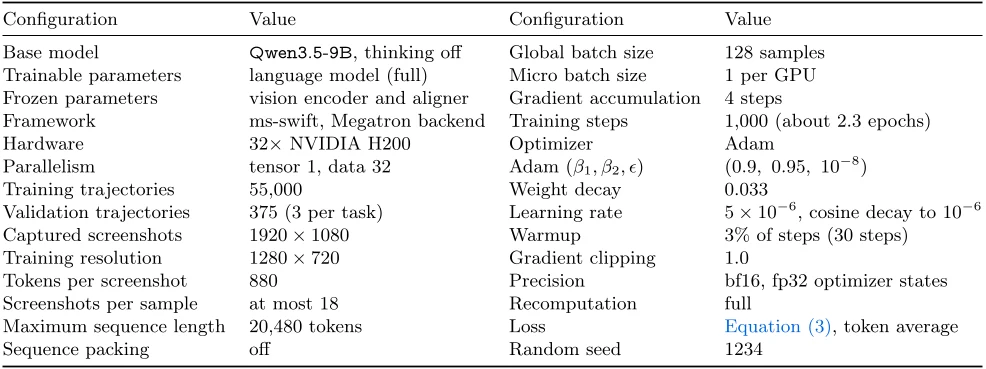 Configuration Value Configuration Value
Base model Qwen3.5-9B, thinking off Global batch size 128 samples
Trainable parameters language model (full) Micro batch size 1 per GPU
Frozen parameters vision encoder and aligner Gradient accumulation 4 steps
Framework ms-swift, Megatron backend Training steps 1,000 (about 2.3 epochs)
Hardware 32× NVIDIA H200 Optimizer Adam
Parallelism tensor 1, data 32 Adam (β₁, β₂, ϵ) (0.9, 0.95, 10⁻⁸)
Training trajectories 55,000 Weight decay 0.033
Validation trajectories 375 (3 per task) Learning rate 5 × 10⁻⁶, cosine decay to 10⁻⁶
Captured screenshots 1920 × 1080 Warmup 3% of steps (30 steps)
Training resolution 1280 × 720 Gradient clipping 1.0
Tokens per screenshot 880 Precision bf16, fp32 optimizer states
Screenshots per sample at most 18 Recomputation full
Maximum sequence length 20,480 tokens Loss Equation (3), token average
Sequence packing off Random seed 1234